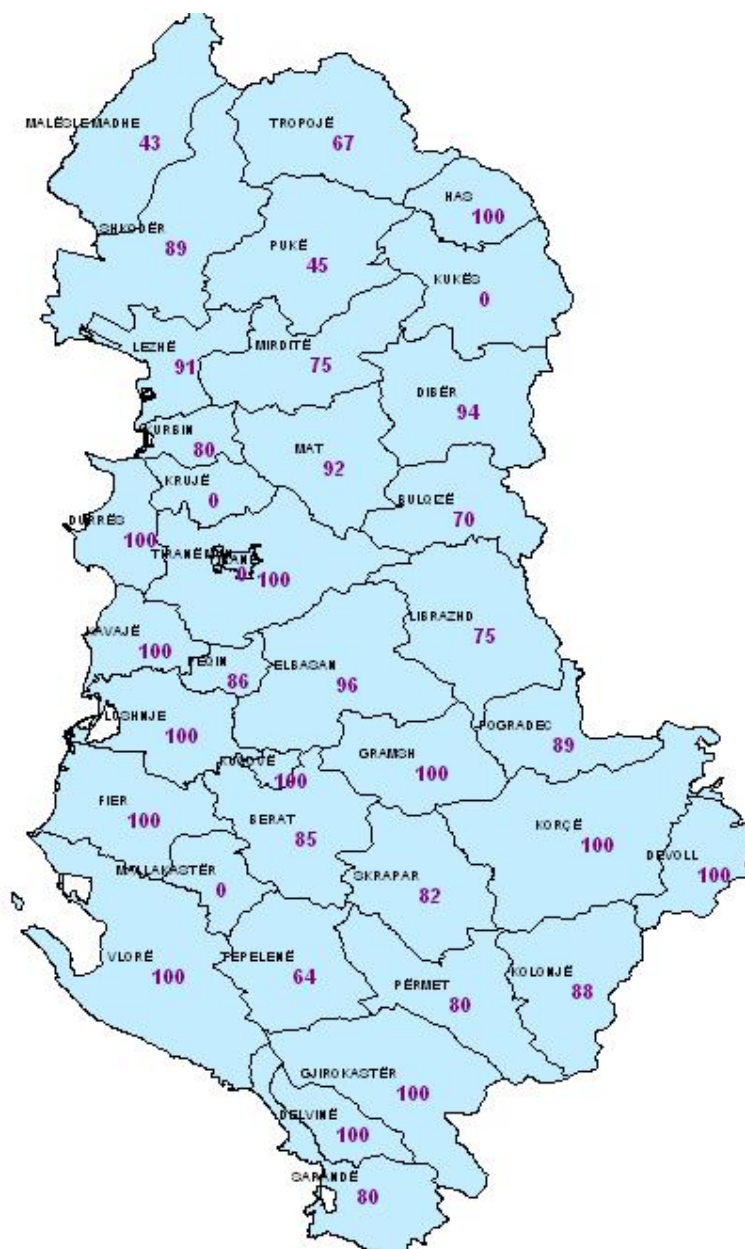 MALËSI E MADHE
43
TROPOJË
67
HAS
100
SHKODËR
89
PUKË
45
KUKËS
0
LEZHË
91
MIRDITË
75
DIBËR
94
KURBIN
80
MAT
92
KRUJË
0
BULQIZË
70
DURRËS
100
0
100
LIBRAZHD
75
KAVAJË
100
PEQIN
86
ELBASAN
96
LUSHNJE
100
POGRADEC
89
KUÇOVË
100
GRAMSH
100
FIER
100
BERAT
85
KORÇË
100
DEVOLL
100
MALLAKASTËR
0
SKRAPAR
82
VLORË
100
TEPELENË
64
PËRMET
80
KOLONJË
88
GJIROKASTËR
100
DELVINË
100
SARANDË
80